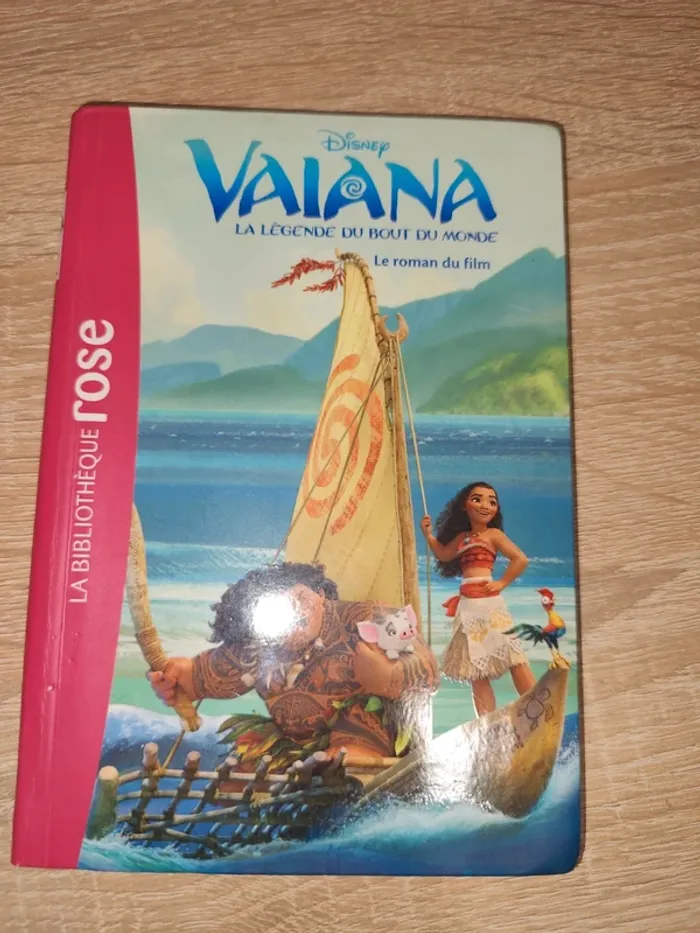 Disney
VAIANA
LA LÉGENDE DU BOUT DU MONDE
Le roman du film
LA BIBLIOTHÈQUE rose